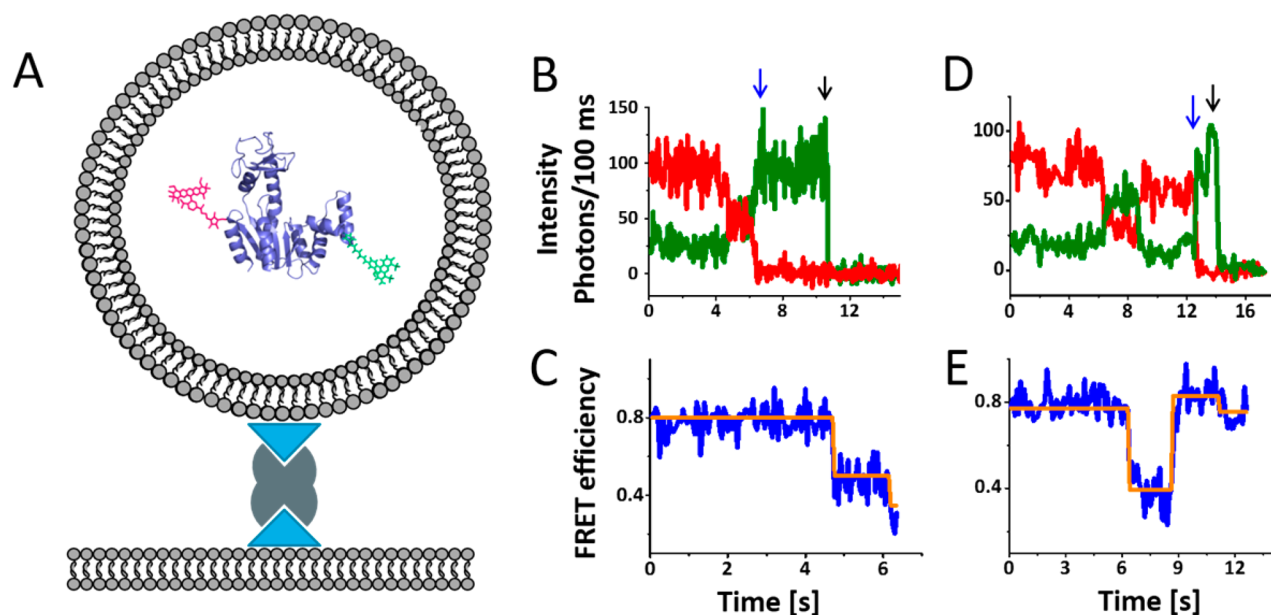 A
B
D
Intensity
Photons/100 ms
150
100
50
0
0 4 8 12
100
50
0
0 4 8 12 16
C
E
FRET efficiency
0.8
0.4
0 2 4 6
Time [s]
0.8
0.4
0 3 6 9 12
Time [s]